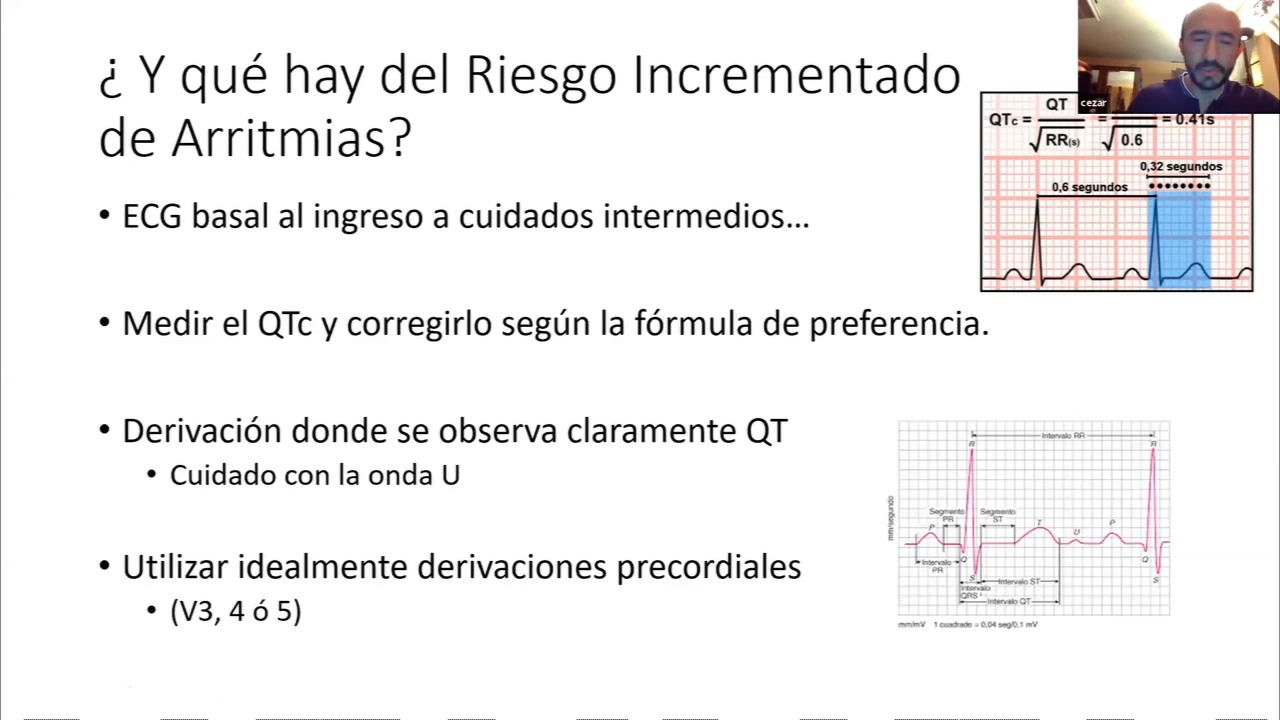 ¿ Y qué hay del Riesgo Incrementado
de Arritmias?
cezar
QTc = QT / √RR(s) = / √0.6 = 0.41s
0,32 segundos
0,6 segundos
• ECG basal al ingreso a cuidados intermedios...
• Medir el QTc y corregirlo según la fórmula de preferencia.
• Derivación donde se observa claramente QT
• Cuidado con la onda U
• Utilizar idealmente derivaciones precordiales
• (V3, 4 ó 5)
Intervalo RR
R R
Segmento PR
Segmento ST
P T U P
mm/segundo
Q Q
Intervalo PR
S S
Intervalo ST
Intervalo QRS
Intervalo QT
mm/mV 1 cuadrado = 0,04 seg/0,1 mV